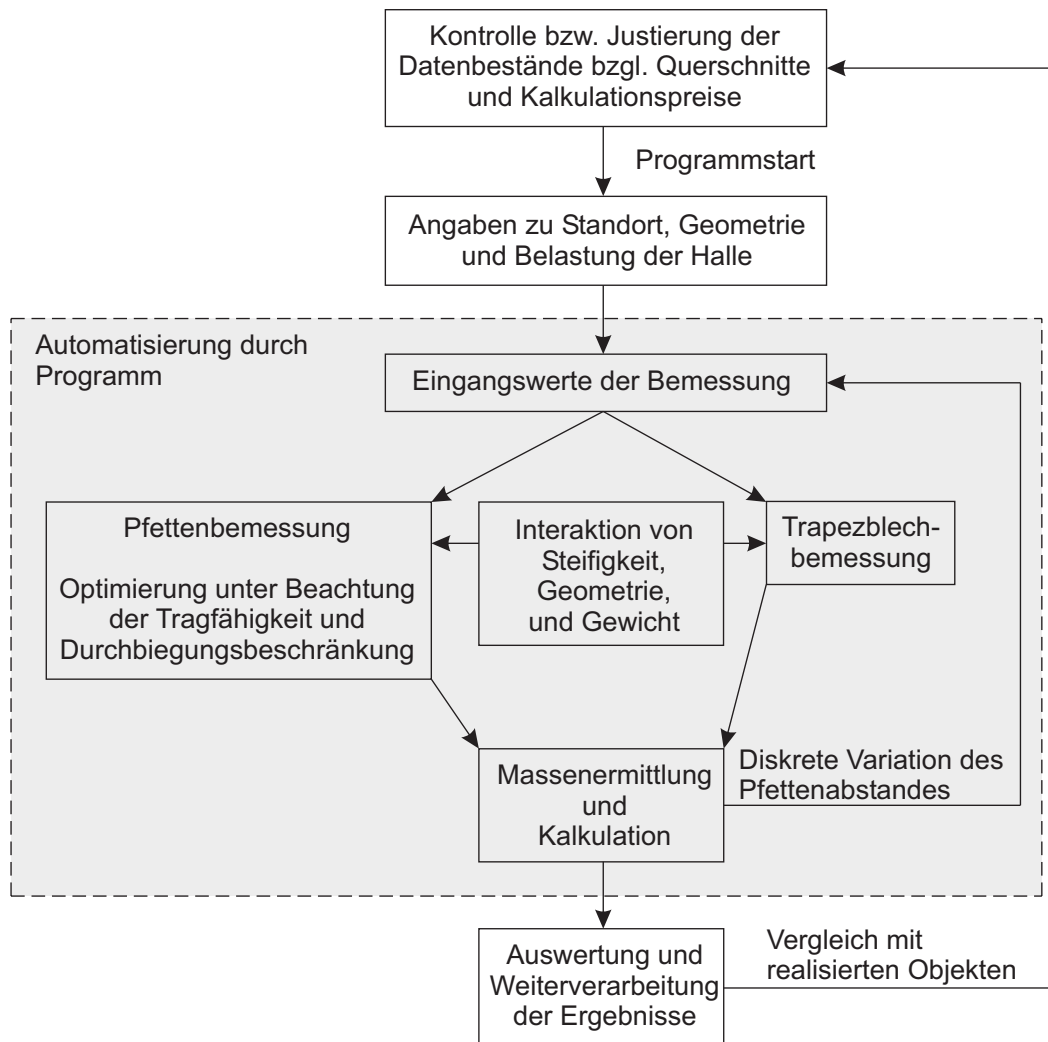 Kontrolle bzw. Justierung der
Datenbestände bzgl. Querschnitte
und Kalkulationspreise
Programmstart
Angaben zu Standort, Geometrie
und Belastung der Halle
Automatisierung durch
Programm
Eingangswerte der Bemessung
Pfettenbemessung
Optimierung unter Beachtung
der Tragfähigkeit und
Durchbiegungsbeschränkung
Interaktion von
Steifigkeit,
Geometrie,
und Gewicht
Trapezblech-
bemessung
Massenermittlung
und
Kalkulation
Diskrete Variation des
Pfettenabstandes
Auswertung und
Weiterverarbeitung
der Ergebnisse
Vergleich mit
realisierten Objekten